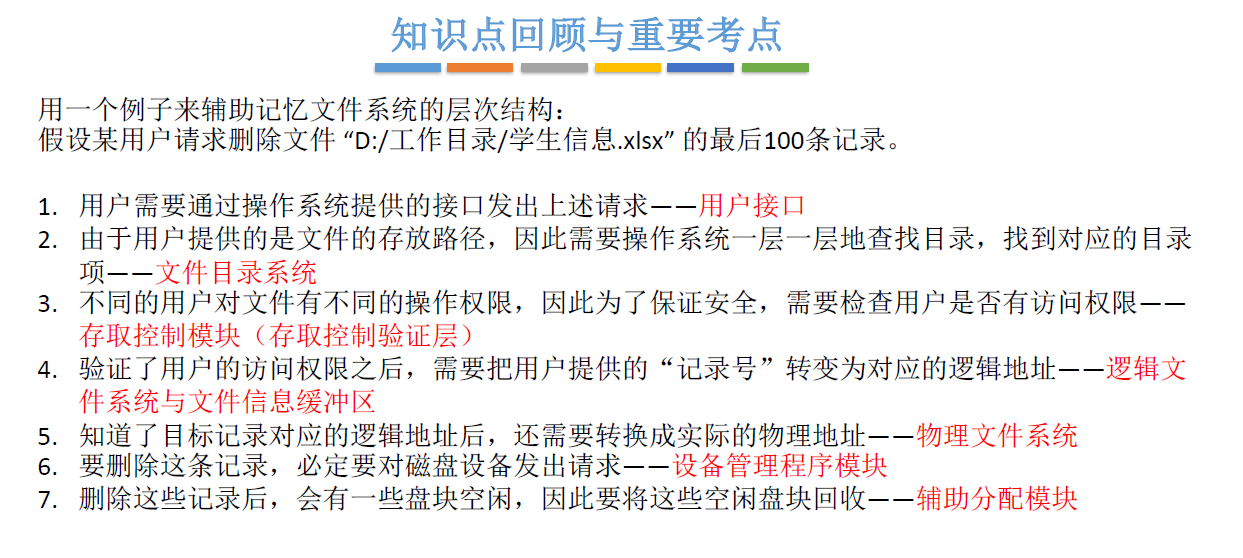 知识点回顾与重要考点
用一个例子来辅助记忆文件系统的层次结构：
假设某用户请求删除文件 “D:/工作目录/学生信息.xlsx” 的最后100条记录。
1. 用户需要通过操作系统提供的接口发出上述请求——用户接口
2. 由于用户提供的是文件的存放路径，因此需要操作系统一层一层地查找目录，找到对应的目录
项——文件目录系统
3. 不同的用户对文件有不同的操作权限，因此为了保证安全，需要检查用户是否有访问权限——
存取控制模块（存取控制验证层）
4. 验证了用户的访问权限之后，需要把用户提供的“记录号”转变为对应的逻辑地址——逻辑文
件系统与文件信息缓冲区
5. 知道了目标记录对应的逻辑地址后，还需要转换成实际的物理地址——物理文件系统
6. 要删除这条记录，必定要对磁盘设备发出请求——设备管理程序模块
7. 删除这些记录后，会有一些盘块空闲，因此要将这些空闲盘块回收——辅助分配模块